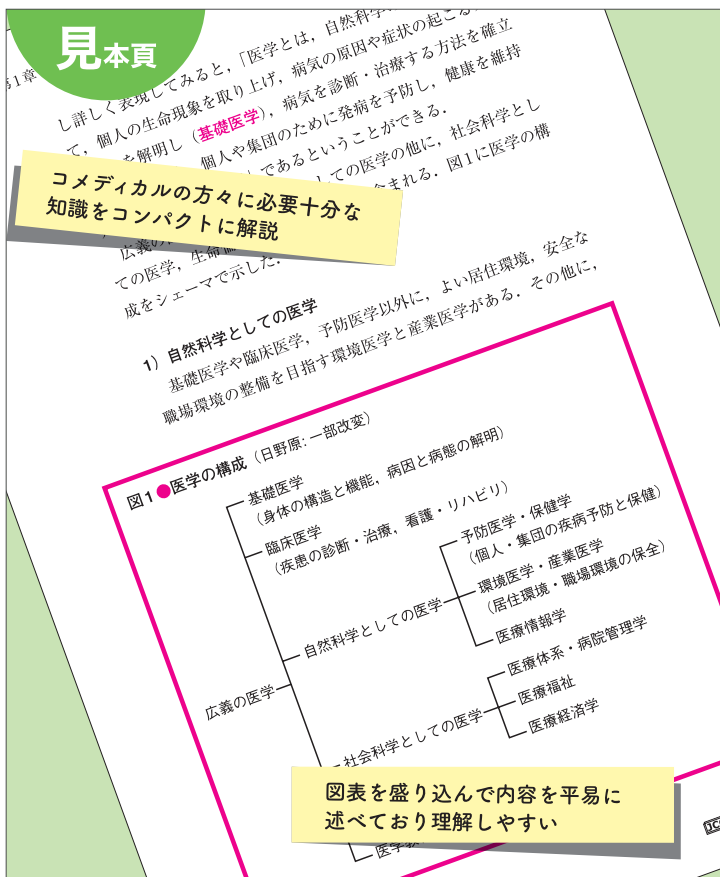 見本頁
第1章
し詳しく表現してみると，「医学とは，自然科学
て，個人の生命現象を取り上げ，病気の原因や症状の起こる
を解明し（基礎医学），病気を診断・治療する方法を確立
個人や集団のために発病を予防し，健康を維持
であるということができる．
ての医学の他に，社会科学とし
まれる．図1に医学の構
広義の
ての医学，生命倫
成をシェーマで示した．
コメディカルの方々に必要十分な
知識をコンパクトに解説
1）自然科学としての医学
基礎医学や臨床医学，予防医学以外に，よい居住環境，安全な
職場環境の整備を目指す環境医学と産業医学がある．その他に，
図1●医学の構成（日野原：一部改変）
基礎医学
（身体の構造と機能，病因と病態の解明）
臨床医学
（疾患の診断・治療，看護・リハビリ）
予防医学・保健学
（個人・集団の疾病予防と保健）
環境医学・産業医学
（居住環境・職場環境の保全）
自然科学としての医学
医療情報学
医療体系・病院管理学
広義の医学
医療福祉
社会科学としての医学
医療経済学
図表を盛り込んで内容を平易に
述べており理解しやすい
医学